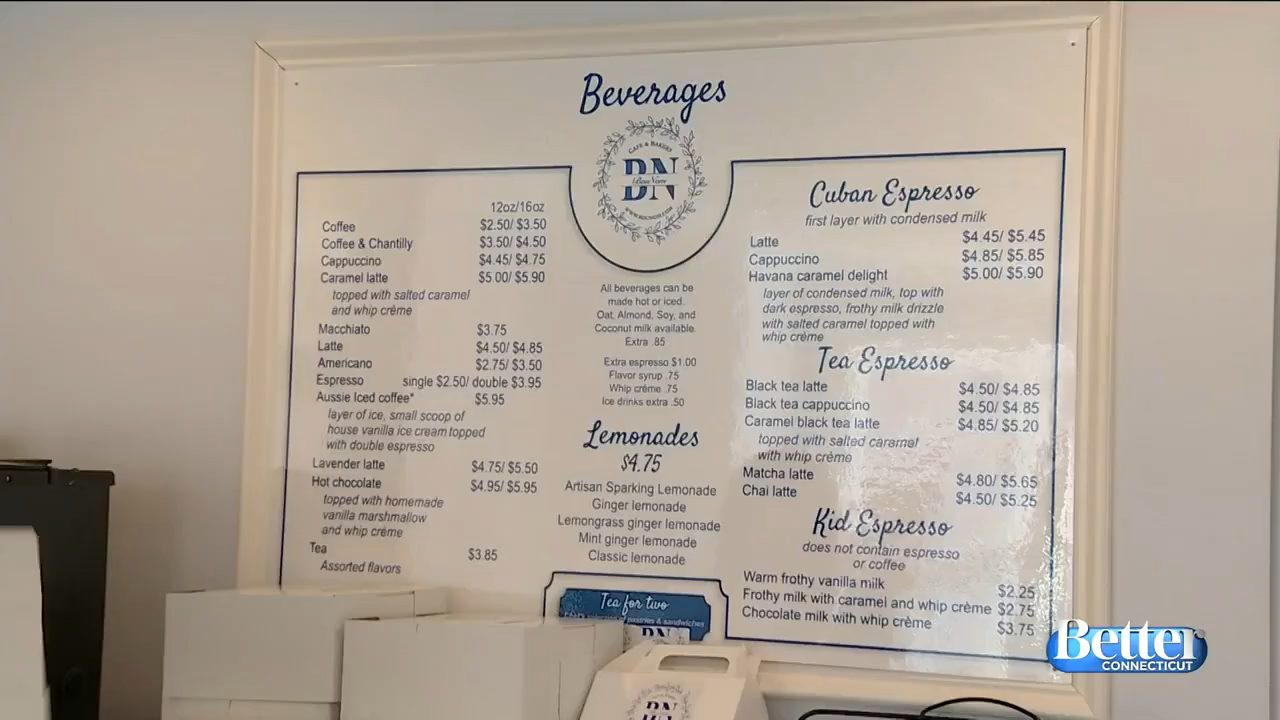 Beverages
CAFE & BAKERY
BN
12oz/16oz
Coffee $2.50/ $3.50
Coffee & Chantilly $3.50/ $4.50
Cappuccino $4.45/ $4.75
Caramel latte $5.00/ $5.90
topped with salted caramel
and whip crème
Macchiato $3.75
Latte $4.50/ $4.85
Americano $2.75/ $3.50
Espresso single $2.50/ double $3.95
Aussie Iced coffee* $5.95
layer of ice, small scoop of
house vanilla ice cream topped
with double espresso
Lavender latte $4.75/ $5.50
Hot chocolate $4.95/ $5.95
topped with homemade
vanilla marshmallow
and whip crème
Tea $3.85
Assorted flavors
All beverages can be
made hot or iced.
Oat, Almond, Soy, and
Coconut milk available.
Extra .85
Extra espresso $1.00
Flavor syrup .75
Whip crème .75
Ice drinks extra .50
Lemonades
$4.75
Artisan Sparking Lemonade
Ginger lemonade
Lemongrass ginger lemonade
Mint ginger lemonade
Classic lemonade
Tea for two
pastries & sandwiches
BN
Cuban Espresso
first layer with condensed milk
Latte $4.45/ $5.45
Cappuccino $4.85/ $5.85
Havana caramel delight $5.00/ $5.90
layer of condensed milk, top with
dark espresso, frothy milk drizzle
with salted caramel topped with
whip crème
Tea Espresso
Black tea latte $4.50/ $4.85
Black tea cappuccino $4.50/ $4.85
Caramel black tea latte $4.85/ $5.20
topped with salted caramel
with whip crème
Matcha latte $4.80/ $5.65
Chai latte $4.50/ $5.25
Kid Espresso
does not contain espresso
or coffee
Warm frothy vanilla milk $2.25
Frothy milk with caramel and whip crème $2.75
Chocolate milk with whip crème $3.75
BN
Better
CONNECTICUT